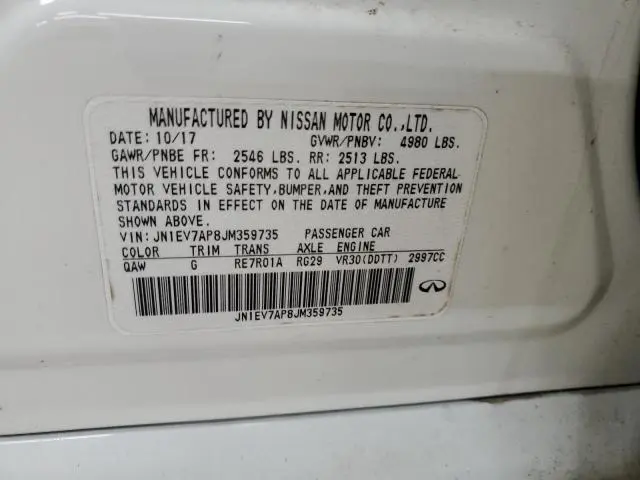 MANUFACTURED BY NISSAN MOTOR CO.,LTD.
DATE: 10/17 GVWR/PNBV: 4980 LBS.
GAWR/PNBE FR: 2546 LBS. RR: 2513 LBS.
THIS VEHICLE CONFORMS TO ALL APPLICABLE FEDERAL
MOTOR VEHICLE SAFETY,BUMPER,AND THEFT PREVENTION
STANDARDS IN EFFECT ON THE DATE OF MANUFACTURE
SHOWN ABOVE.
VIN: JN1EV7AP8JM359735 PASSENGER CAR
COLOR TRIM TRANS AXLE ENGINE
QAW G RE7R01A RG29 VR30(DDTT) 2997CC
JN1EV7AP8JM359735
INFINITI